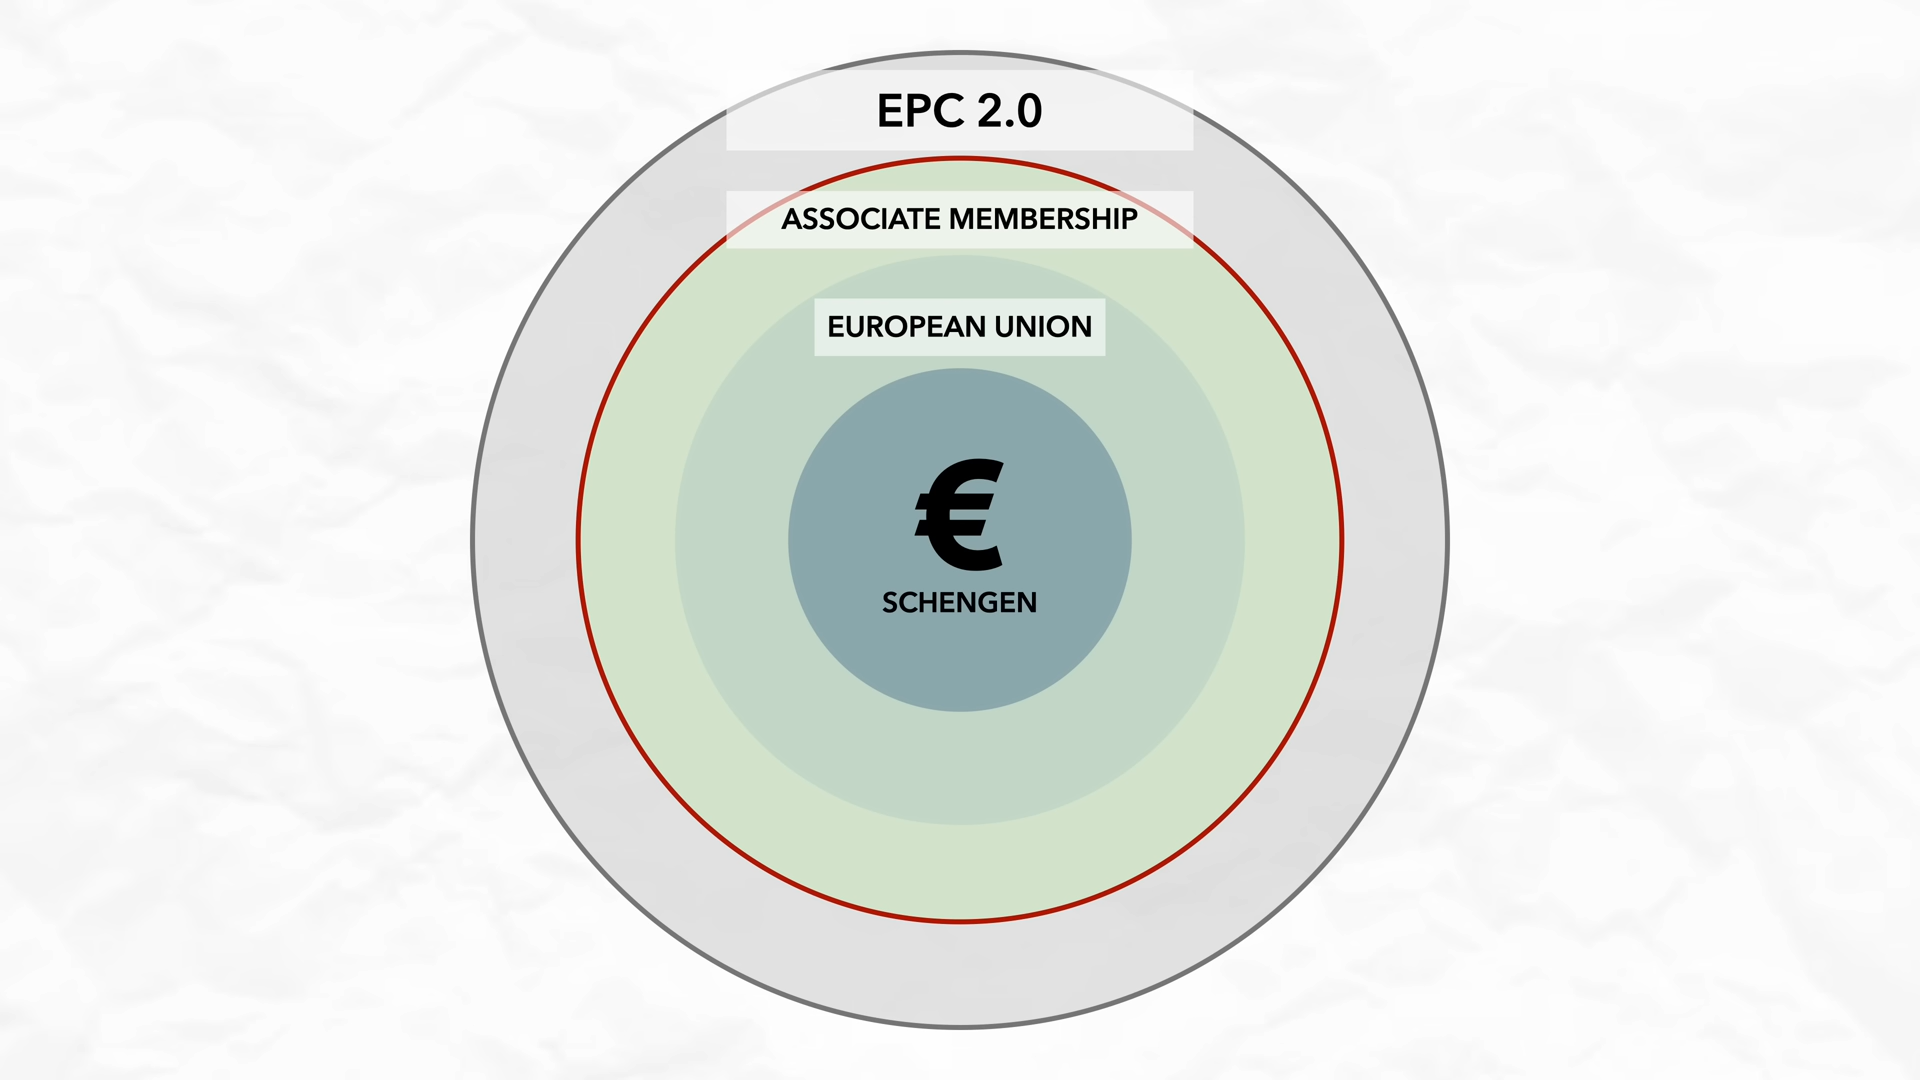 EPC 2.0
ASSOCIATE MEMBERSHIP
EUROPEAN UNION
€
SCHENGEN